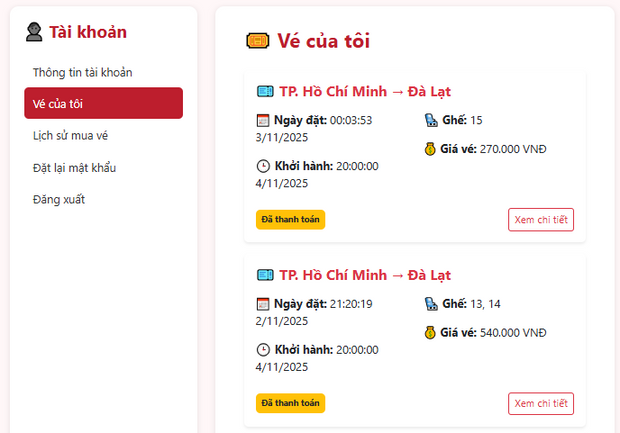 Tài khoản
Thông tin tài khoản
Vé của tôi
Lịch sử mua vé
Đặt lại mật khẩu
Đăng xuất
Vé của tôi
TP. Hồ Chí Minh → Đà Lạt
Ngày đặt: 00:03:53
3/11/2025
Khởi hành: 20:00:00
4/11/2025
Ghế: 15
Giá vé: 270.000 VNĐ
Đã thanh toán
Xem chi tiết
TP. Hồ Chí Minh → Đà Lạt
Ngày đặt: 21:20:19
2/11/2025
Khởi hành: 20:00:00
4/11/2025
Ghế: 13, 14
Giá vé: 540.000 VNĐ
Đã thanh toán
Xem chi tiết